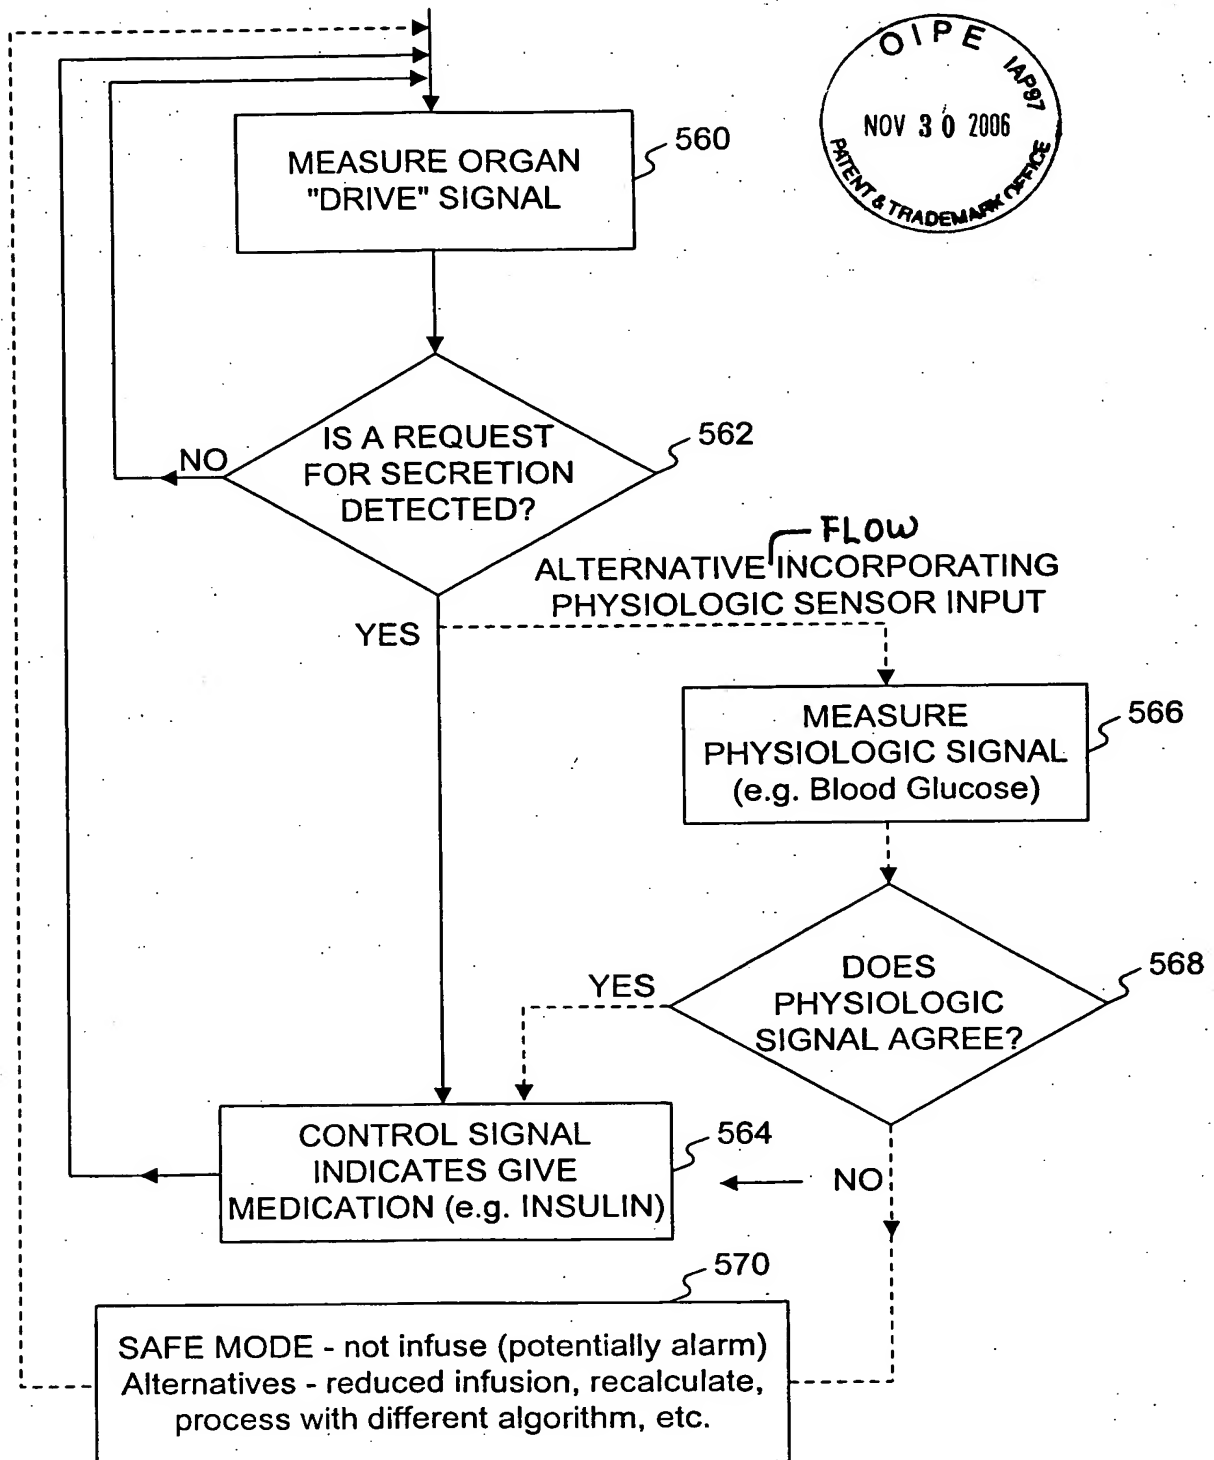 OIPE
IAP97
NOV 30 2006
PATENT & TRADEMARK OFFICE
MEASURE ORGAN
"DRIVE" SIGNAL
560
IS A REQUEST
FOR SECRETION
DETECTED?
562
NO
YES
FLOW
ALTERNATIVE INCORPORATING
PHYSIOLOGIC SENSOR INPUT
MEASURE
PHYSIOLOGIC SIGNAL
(e.g. Blood Glucose)
566
DOES
PHYSIOLOGIC
SIGNAL AGREE?
568
YES
NO
CONTROL SIGNAL
INDICATES GIVE
MEDICATION (e.g. INSULIN)
564
570
SAFE MODE - not infuse (potentially alarm)
Alternatives - reduced infusion, recalculate,
process with different algorithm, etc.